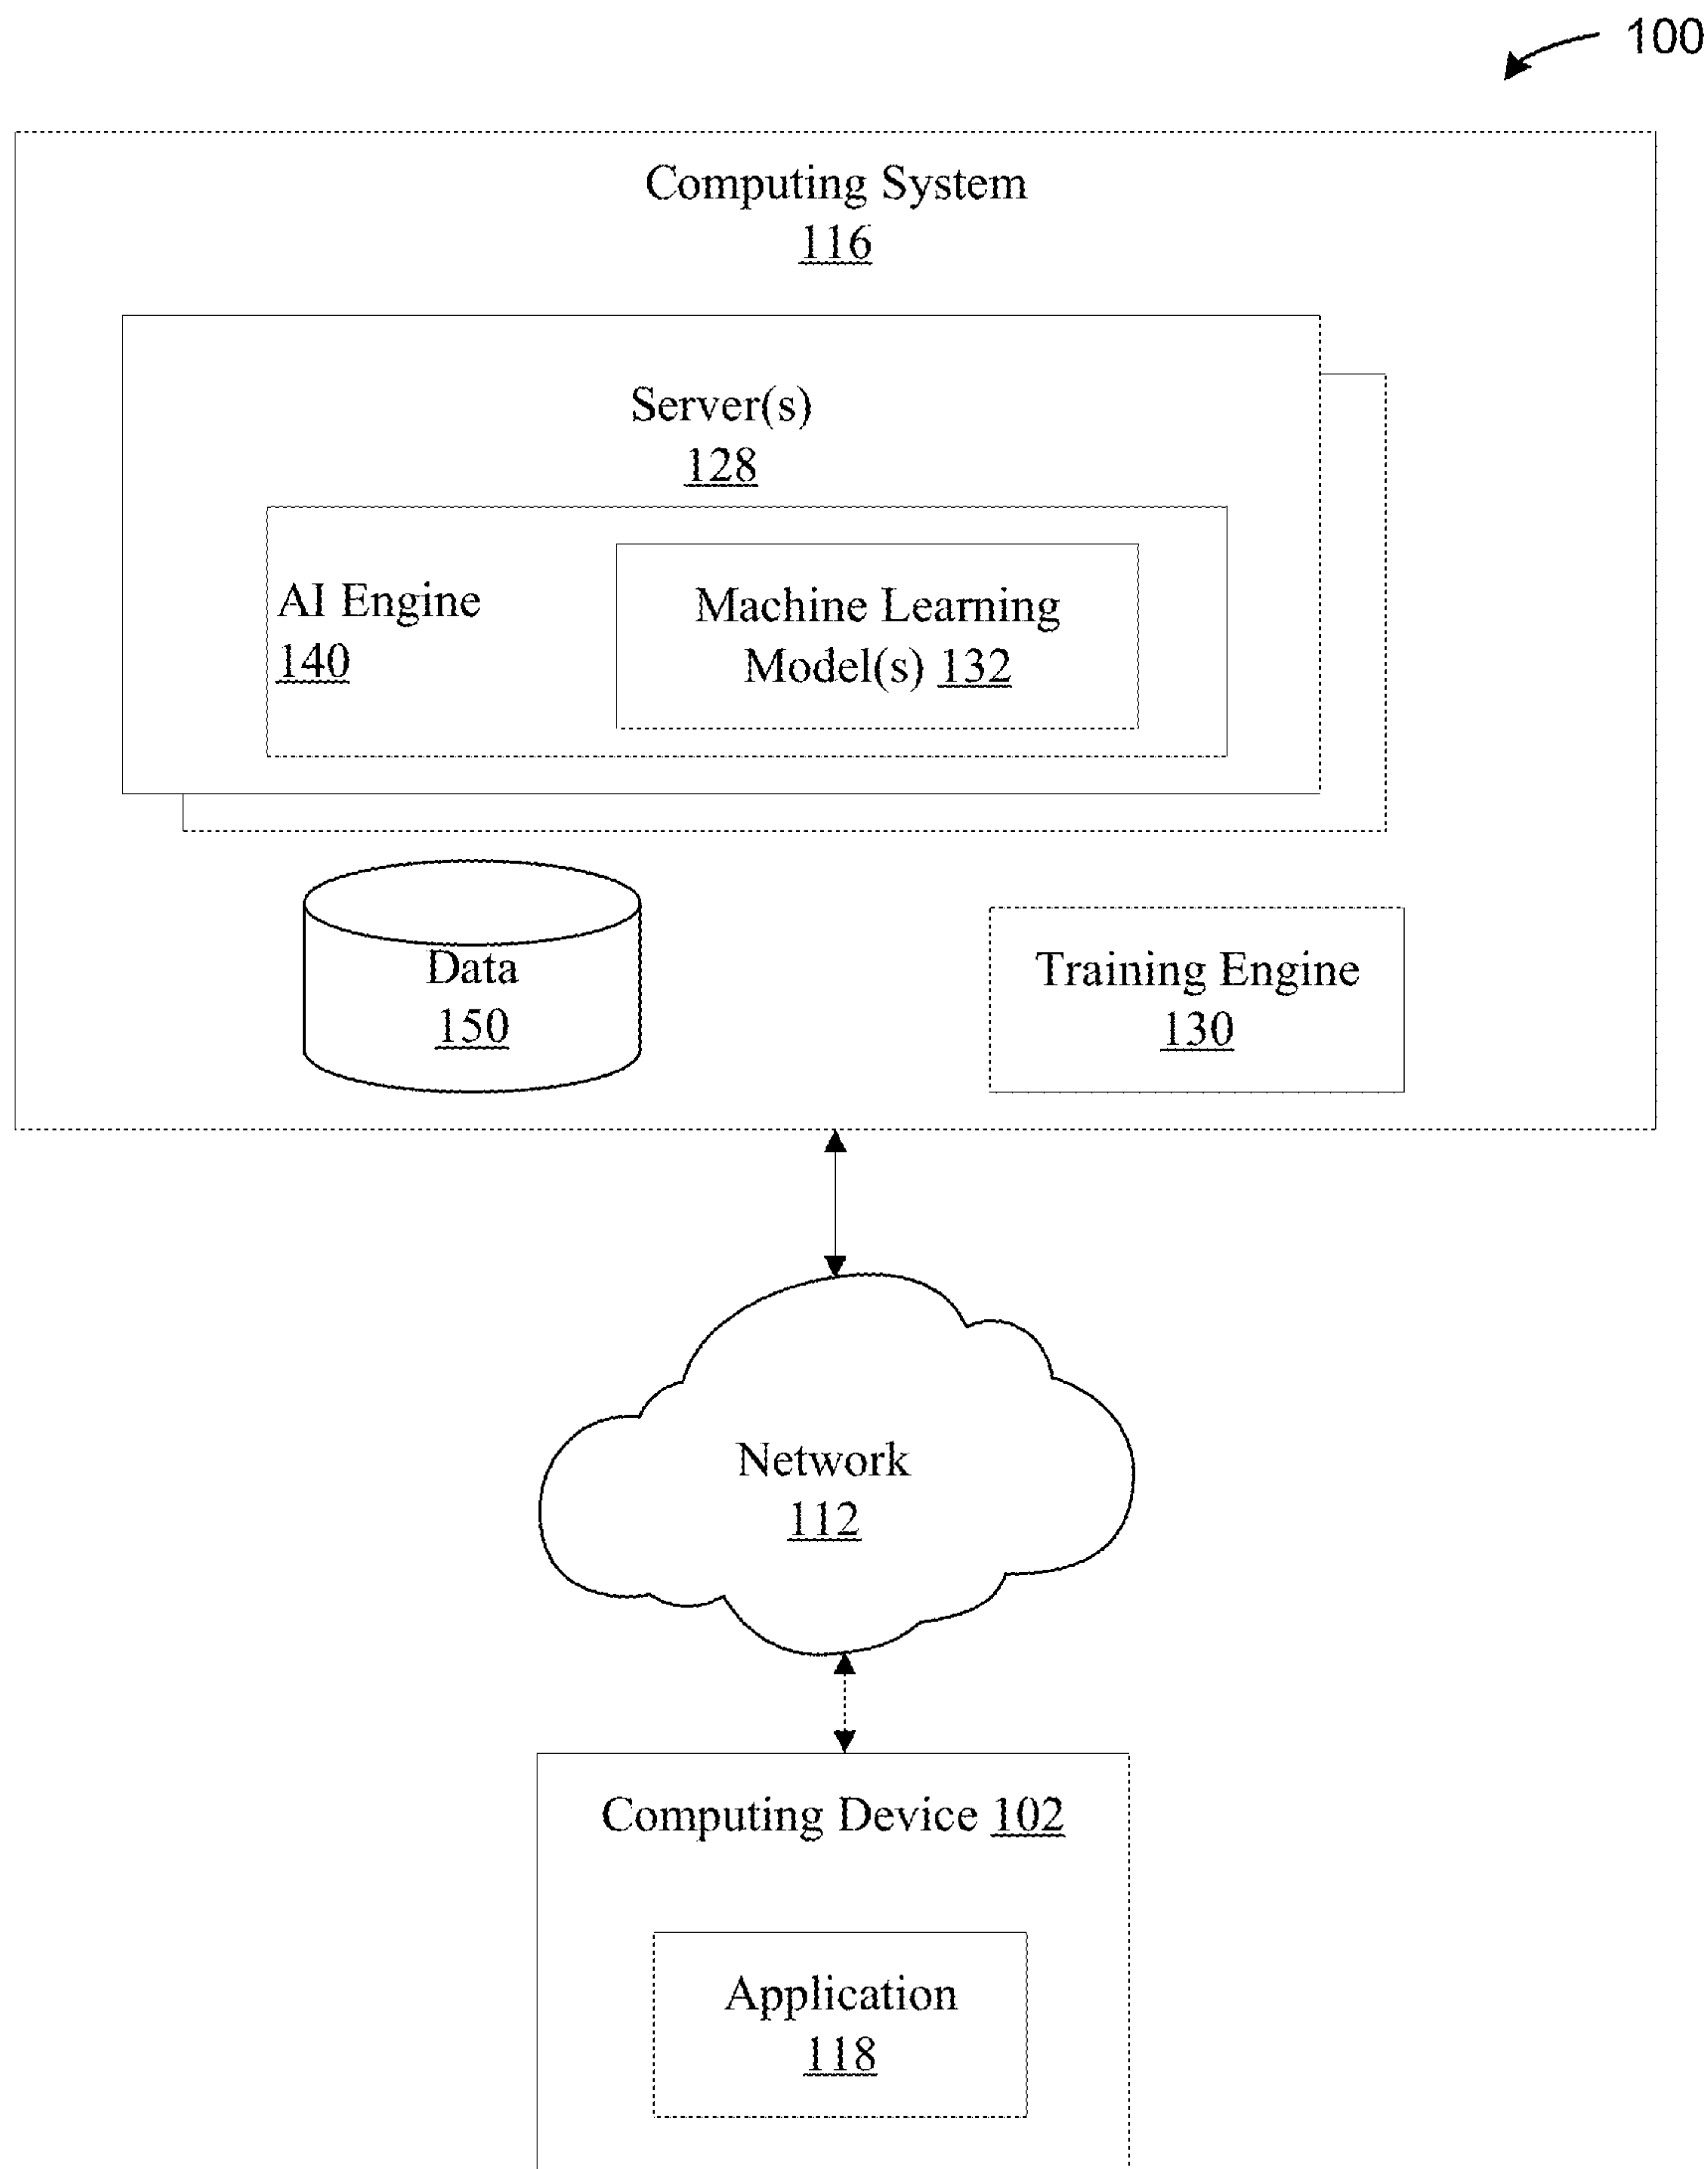 100
Computing System
116
Server(s)
128
AI Engine
140
Machine Learning
Model(s) 132
Data
150
Training Engine
130
Network
112
Computing Device 102
Application
118